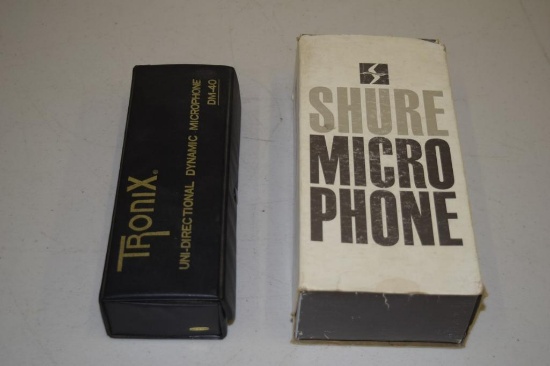 TRONIX®
UNI-DIRECTIONAL DYNAMIC MICROPHONE
DM-40
SHURE
MICRO
PHONE